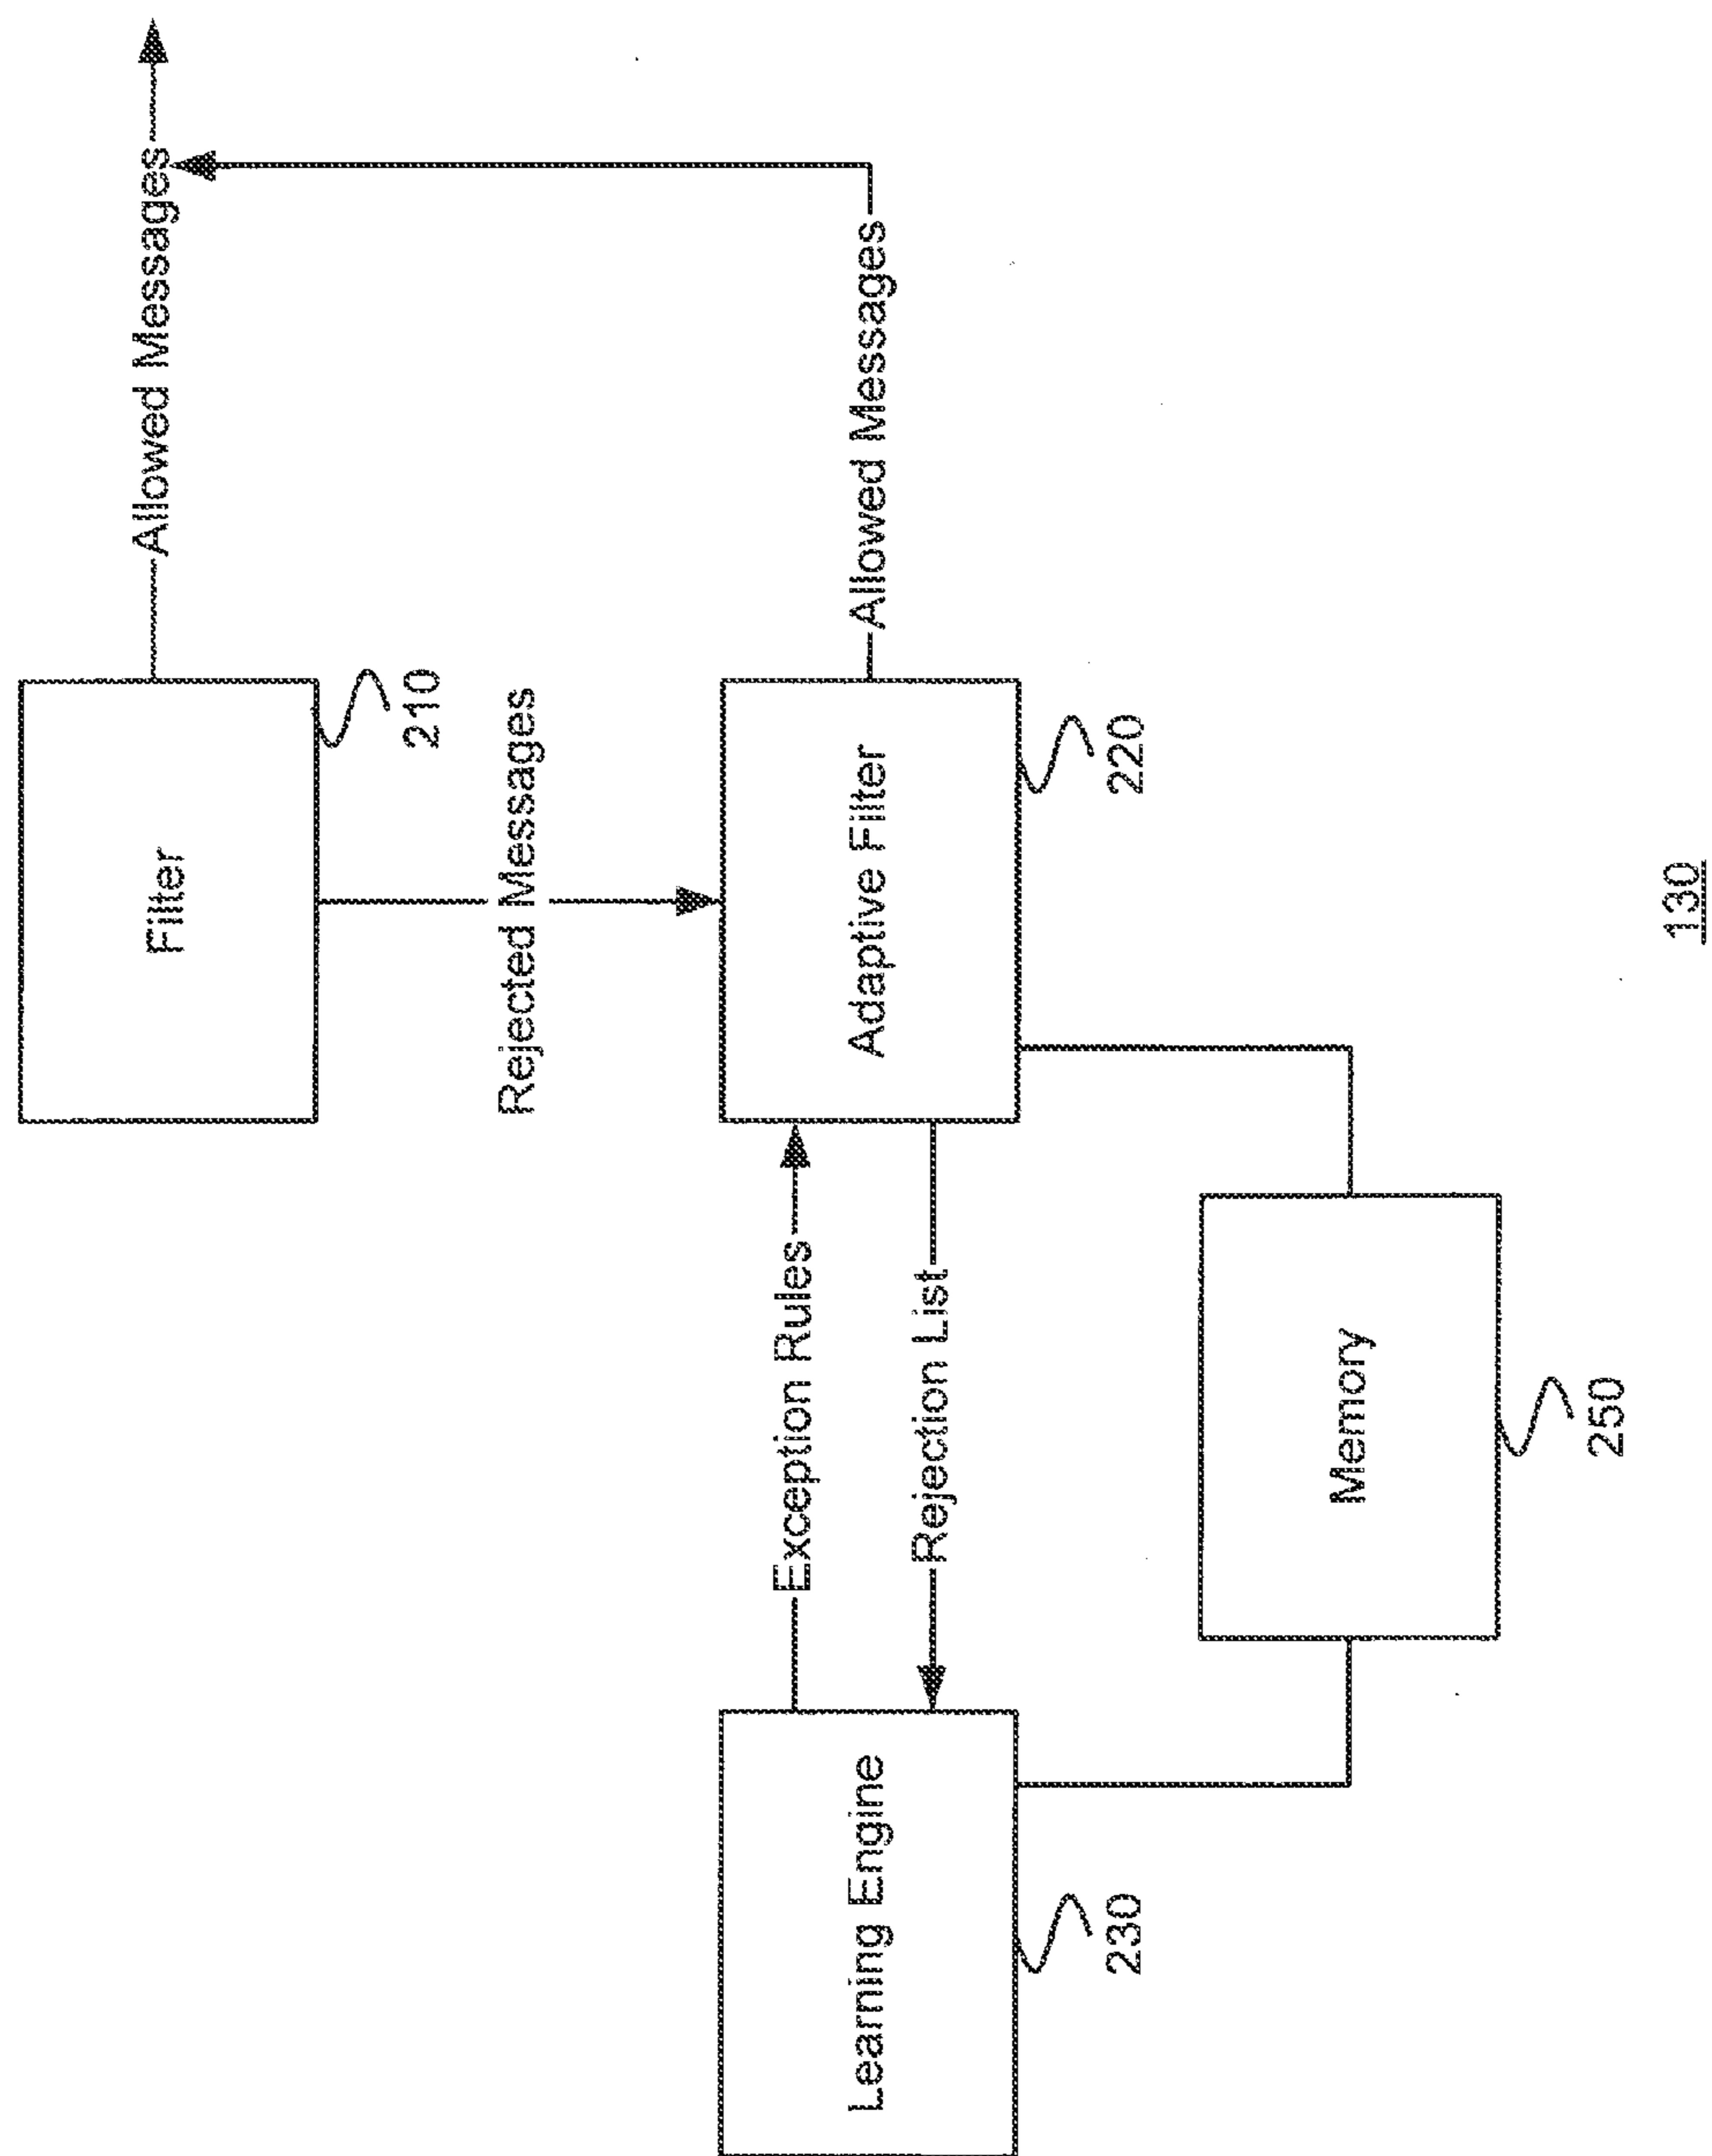 Filter
210
Allowed Messages
Rejected Messages
Learning Engine
230
Exception Rules
Rejection List
Adaptive Filter
220
Allowed Messages
Memory
250
130